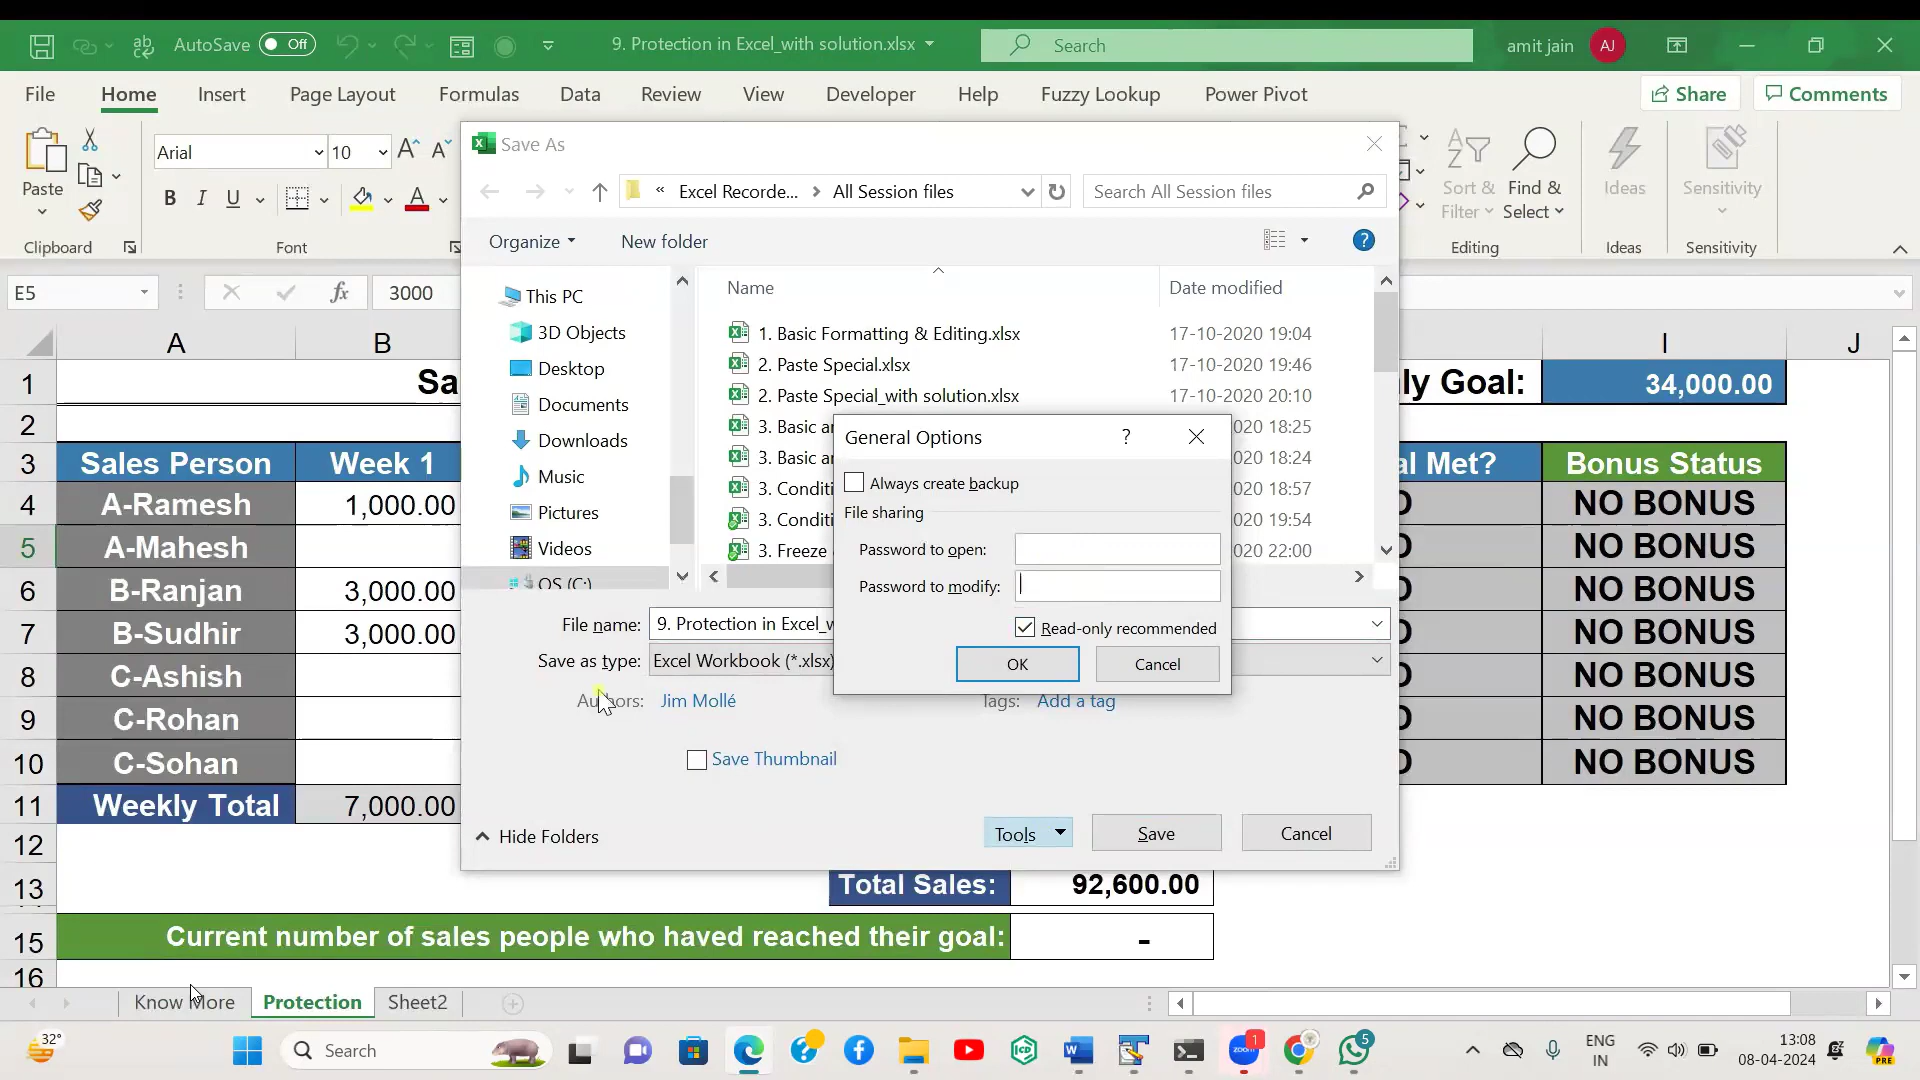 AutoSave Off 9. Protection in Excel_with solution.xlsx Search amit jain AJ
File Home Insert Page Layout Formulas Data Review View Developer Help Fuzzy Lookup Power Pivot Share Comments
Paste Arial 10 Sort & Filter Find & Select Ideas Sensitivity
B I U A
Clipboard Font Editing Ideas Sensitivity
E5 fx 3000
A B I J
1 Sa ly Goal: 34,000.00
2
3 Sales Person Week 1 al Met? Bonus Status
4 A-Ramesh 1,000.00 NO BONUS
5 A-Mahesh NO BONUS
6 B-Ranjan 3,000.00 NO BONUS
7 B-Sudhir 3,000.00 NO BONUS
8 C-Ashish NO BONUS
9 C-Rohan NO BONUS
10 C-Sohan NO BONUS
11 Weekly Total 7,000.00
12
13 Total Sales: 92,600.00
15 Current number of sales people who haved reached their goal: -
16
Save As
« Excel Recorde... › All Session files Search All Session files
Organize New folder
This PC
3D Objects
Desktop
Documents
Downloads
Music
Pictures
Videos
OS (C:)
Name Date modified
1. Basic Formatting & Editing.xlsx 17-10-2020 19:04
2. Paste Special.xlsx 17-10-2020 19:46
2. Paste Special_with solution.xlsx 17-10-2020 20:10
3. Basic ar 020 18:25
3. Basic ar 020 18:24
3. Conditi 020 18:57
3. Conditi 020 19:54
3. Freeze 020 22:00
General Options ?
Always create backup
File sharing
Password to open:
Password to modify:
Read-only recommended
OK Cancel
File name: 9. Protection in Excel_w
Save as type: Excel Workbook (*.xlsx)
Authors: Jim Mollé Tags: Add a tag
Save Thumbnail
Hide Folders Tools Save Cancel
Know More Protection Sheet2
32° Search 1 5 ENG IN 13:08 08-04-2024 PRE